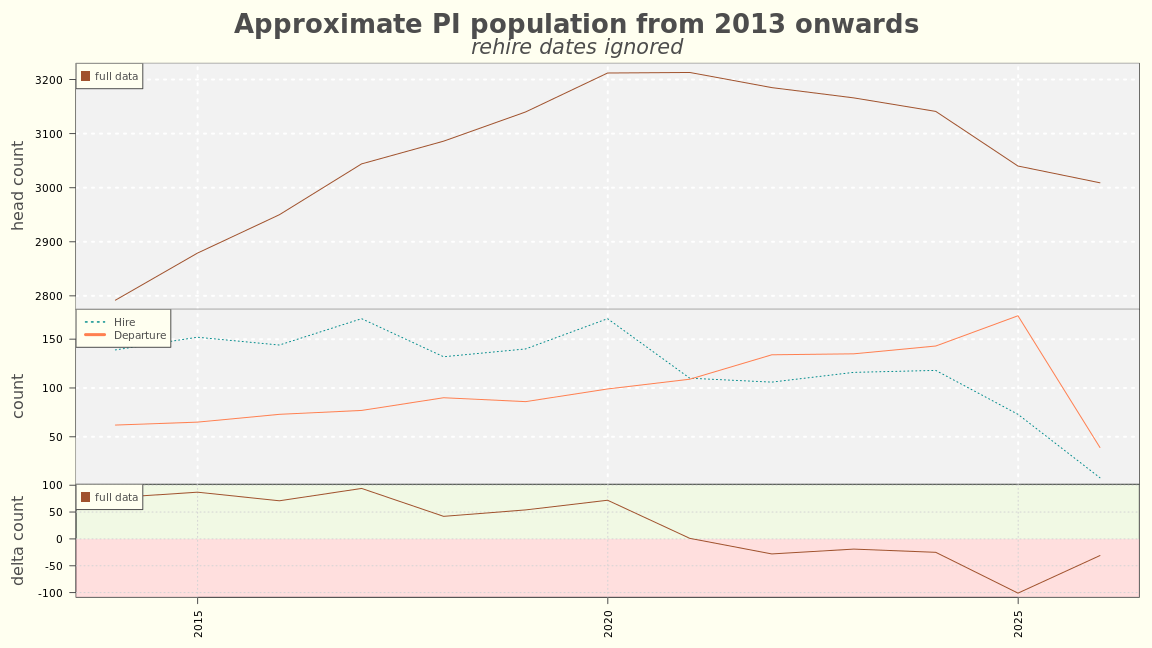 Approximate PI population from 2013 onwards
rehire dates ignored
full data
3200
3100
3000
2900
2800
head count
Hire
Departure
150
100
50
count
full data
100
50
0
-50
-100
delta count
2015
2020
2025